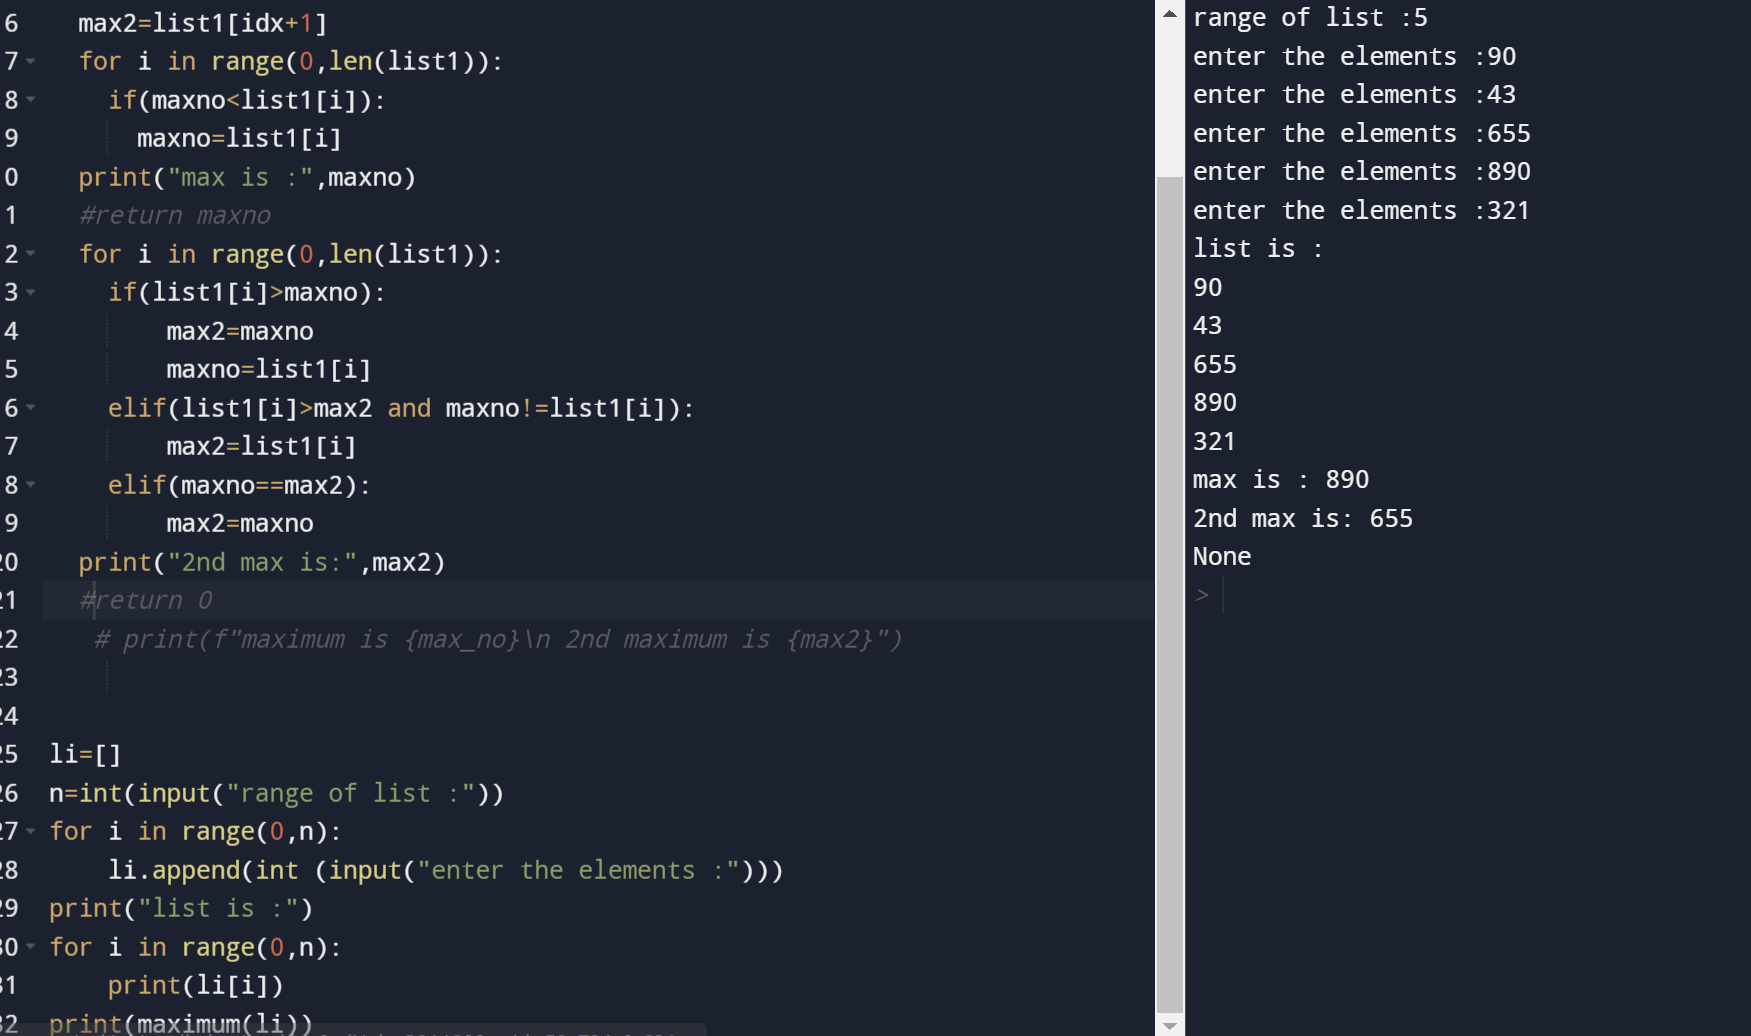 6 max2=list1[idx+1]
7 for i in range(0,len(list1)):
8 if(maxno<list1[i]):
9 maxno=list1[i]
0 print("max is :",maxno)
1 #return maxno
2 for i in range(0,len(list1)):
3 if(list1[i]>maxno):
4 max2=maxno
5 maxno=list1[i]
6 elif(list1[i]>max2 and maxno!=list1[i]):
7 max2=list1[i]
8 elif(maxno==max2):
9 max2=maxno
20 print("2nd max is:",max2)
21 #return 0
22 # print(f"maximum is {max_no}\n 2nd maximum is {max2}")
23
24
25 li=[]
26 n=int(input("range of list :"))
27 for i in range(0,n):
28 li.append(int (input("enter the elements :")))
29 print("list is :")
30 for i in range(0,n):
31 print(li[i])
32 print(maximum(li))
range of list :5
enter the elements :90
enter the elements :43
enter the elements :655
enter the elements :890
enter the elements :321
list is :
90
43
655
890
321
max is : 890
2nd max is: 655
None
>